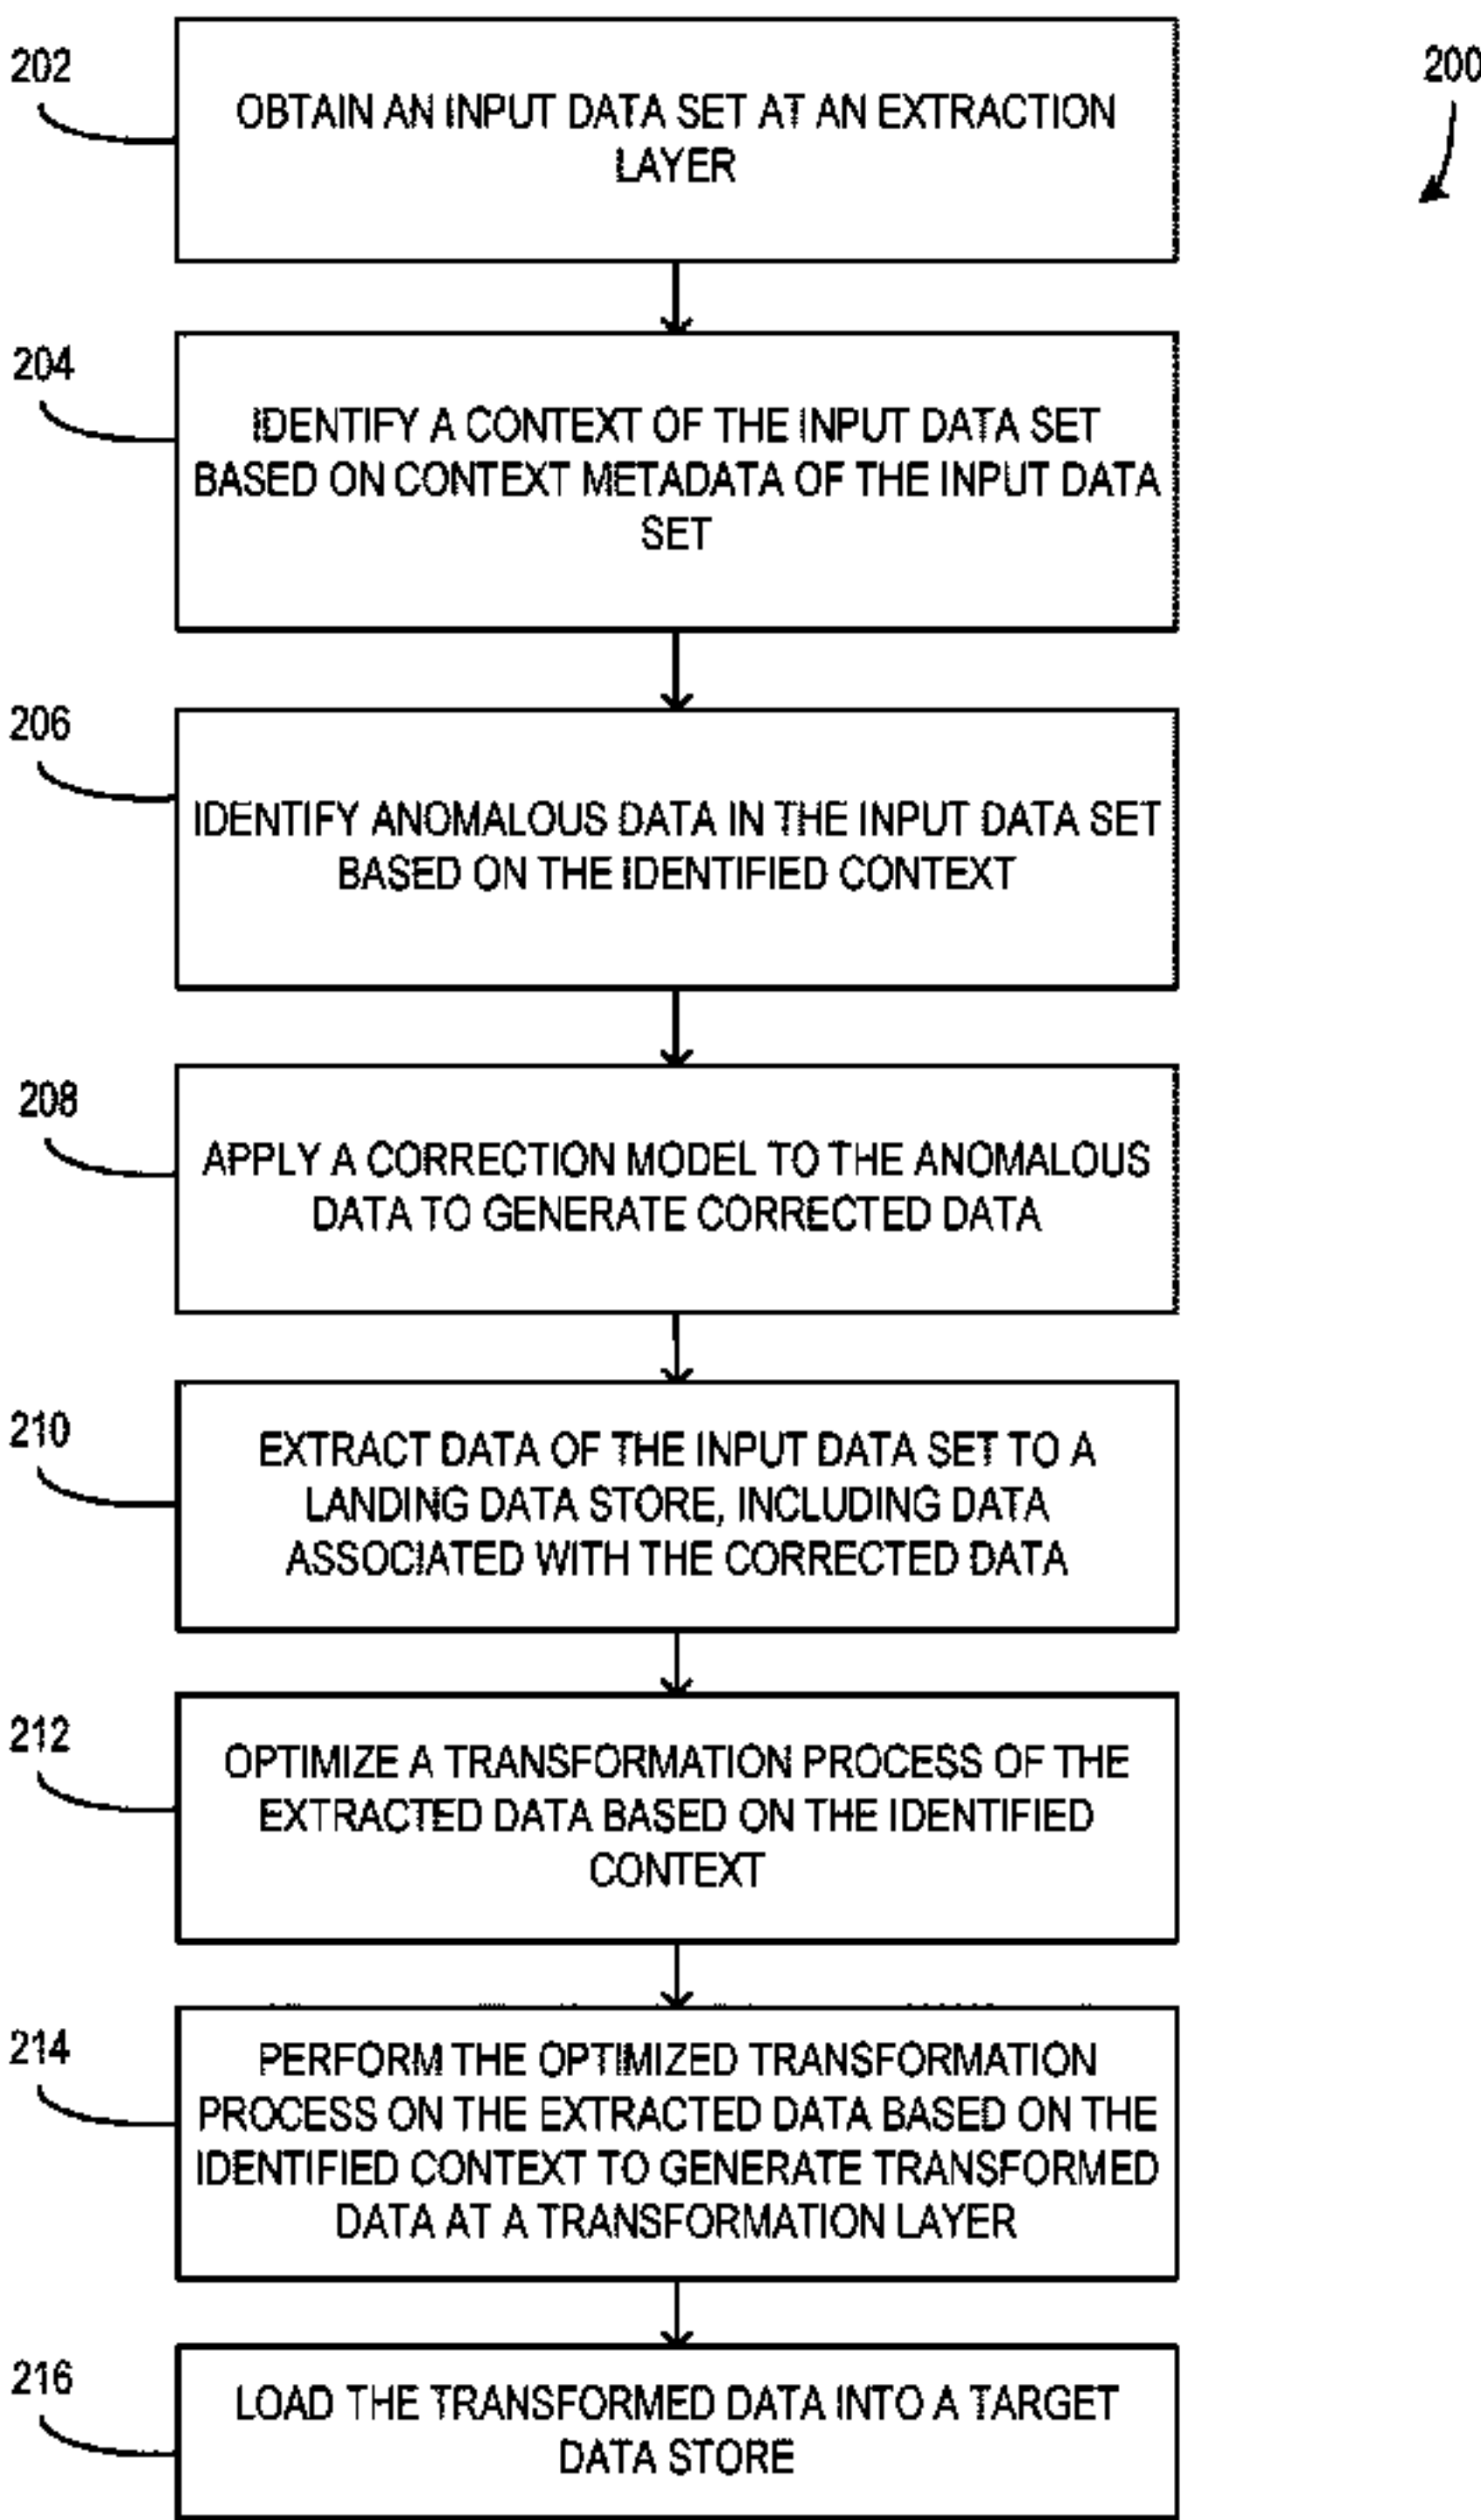 200
202
OBTAIN AN INPUT DATA SET AT AN EXTRACTION
LAYER
204
IDENTIFY A CONTEXT OF THE INPUT DATA SET
BASED ON CONTEXT METADATA OF THE INPUT DATA
SET
206
IDENTIFY ANOMALOUS DATA IN THE INPUT DATA SET
BASED ON THE IDENTIFIED CONTEXT
208
APPLY A CORRECTION MODEL TO THE ANOMALOUS
DATA TO GENERATE CORRECTED DATA
210
EXTRACT DATA OF THE INPUT DATA SET TO A
LANDING DATA STORE, INCLUDING DATA
ASSOCIATED WITH THE CORRECTED DATA
212
OPTIMIZE A TRANSFORMATION PROCESS OF THE
EXTRACTED DATA BASED ON THE IDENTIFIED
CONTEXT
214
PERFORM THE OPTIMIZED TRANSFORMATION
PROCESS ON THE EXTRACTED DATA BASED ON THE
IDENTIFIED CONTEXT TO GENERATE TRANSFORMED
DATA AT A TRANSFORMATION LAYER
216
LOAD THE TRANSFORMED DATA INTO A TARGET
DATA STORE